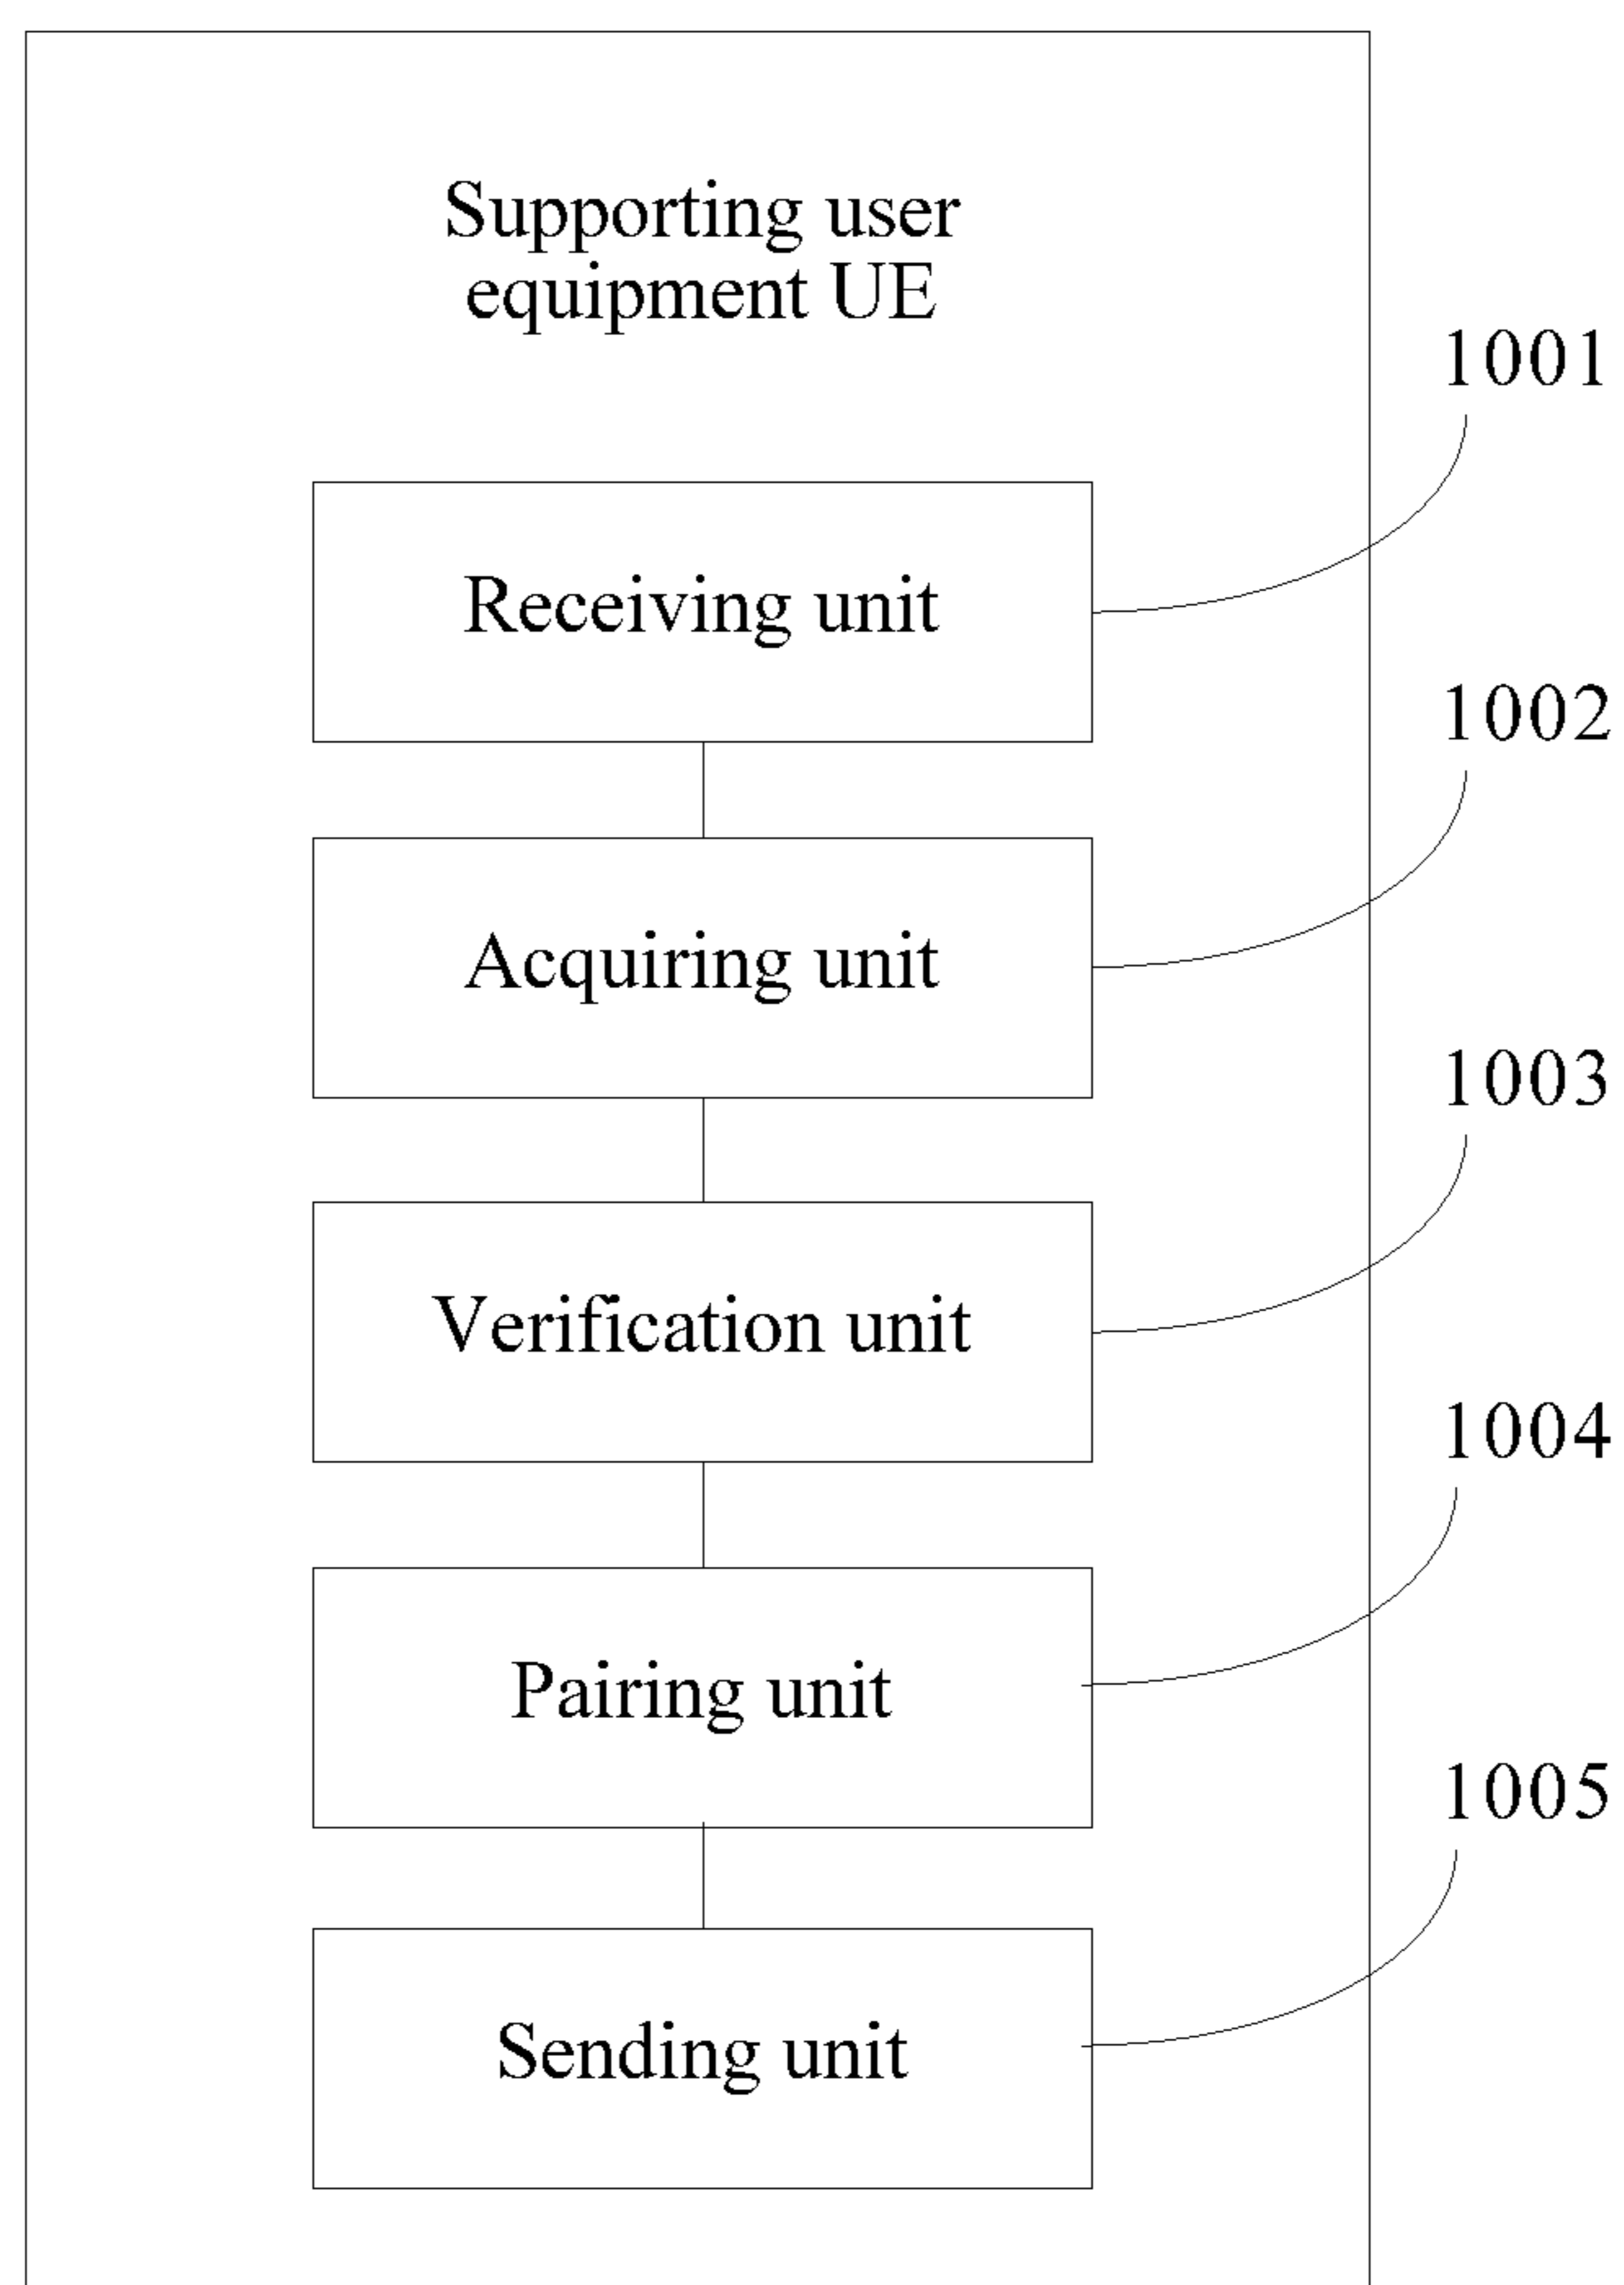 Supporting user
equipment UE
1001
Receiving unit
1002
Acquiring unit
1003
Verification unit
1004
Pairing unit
1005
Sending unit